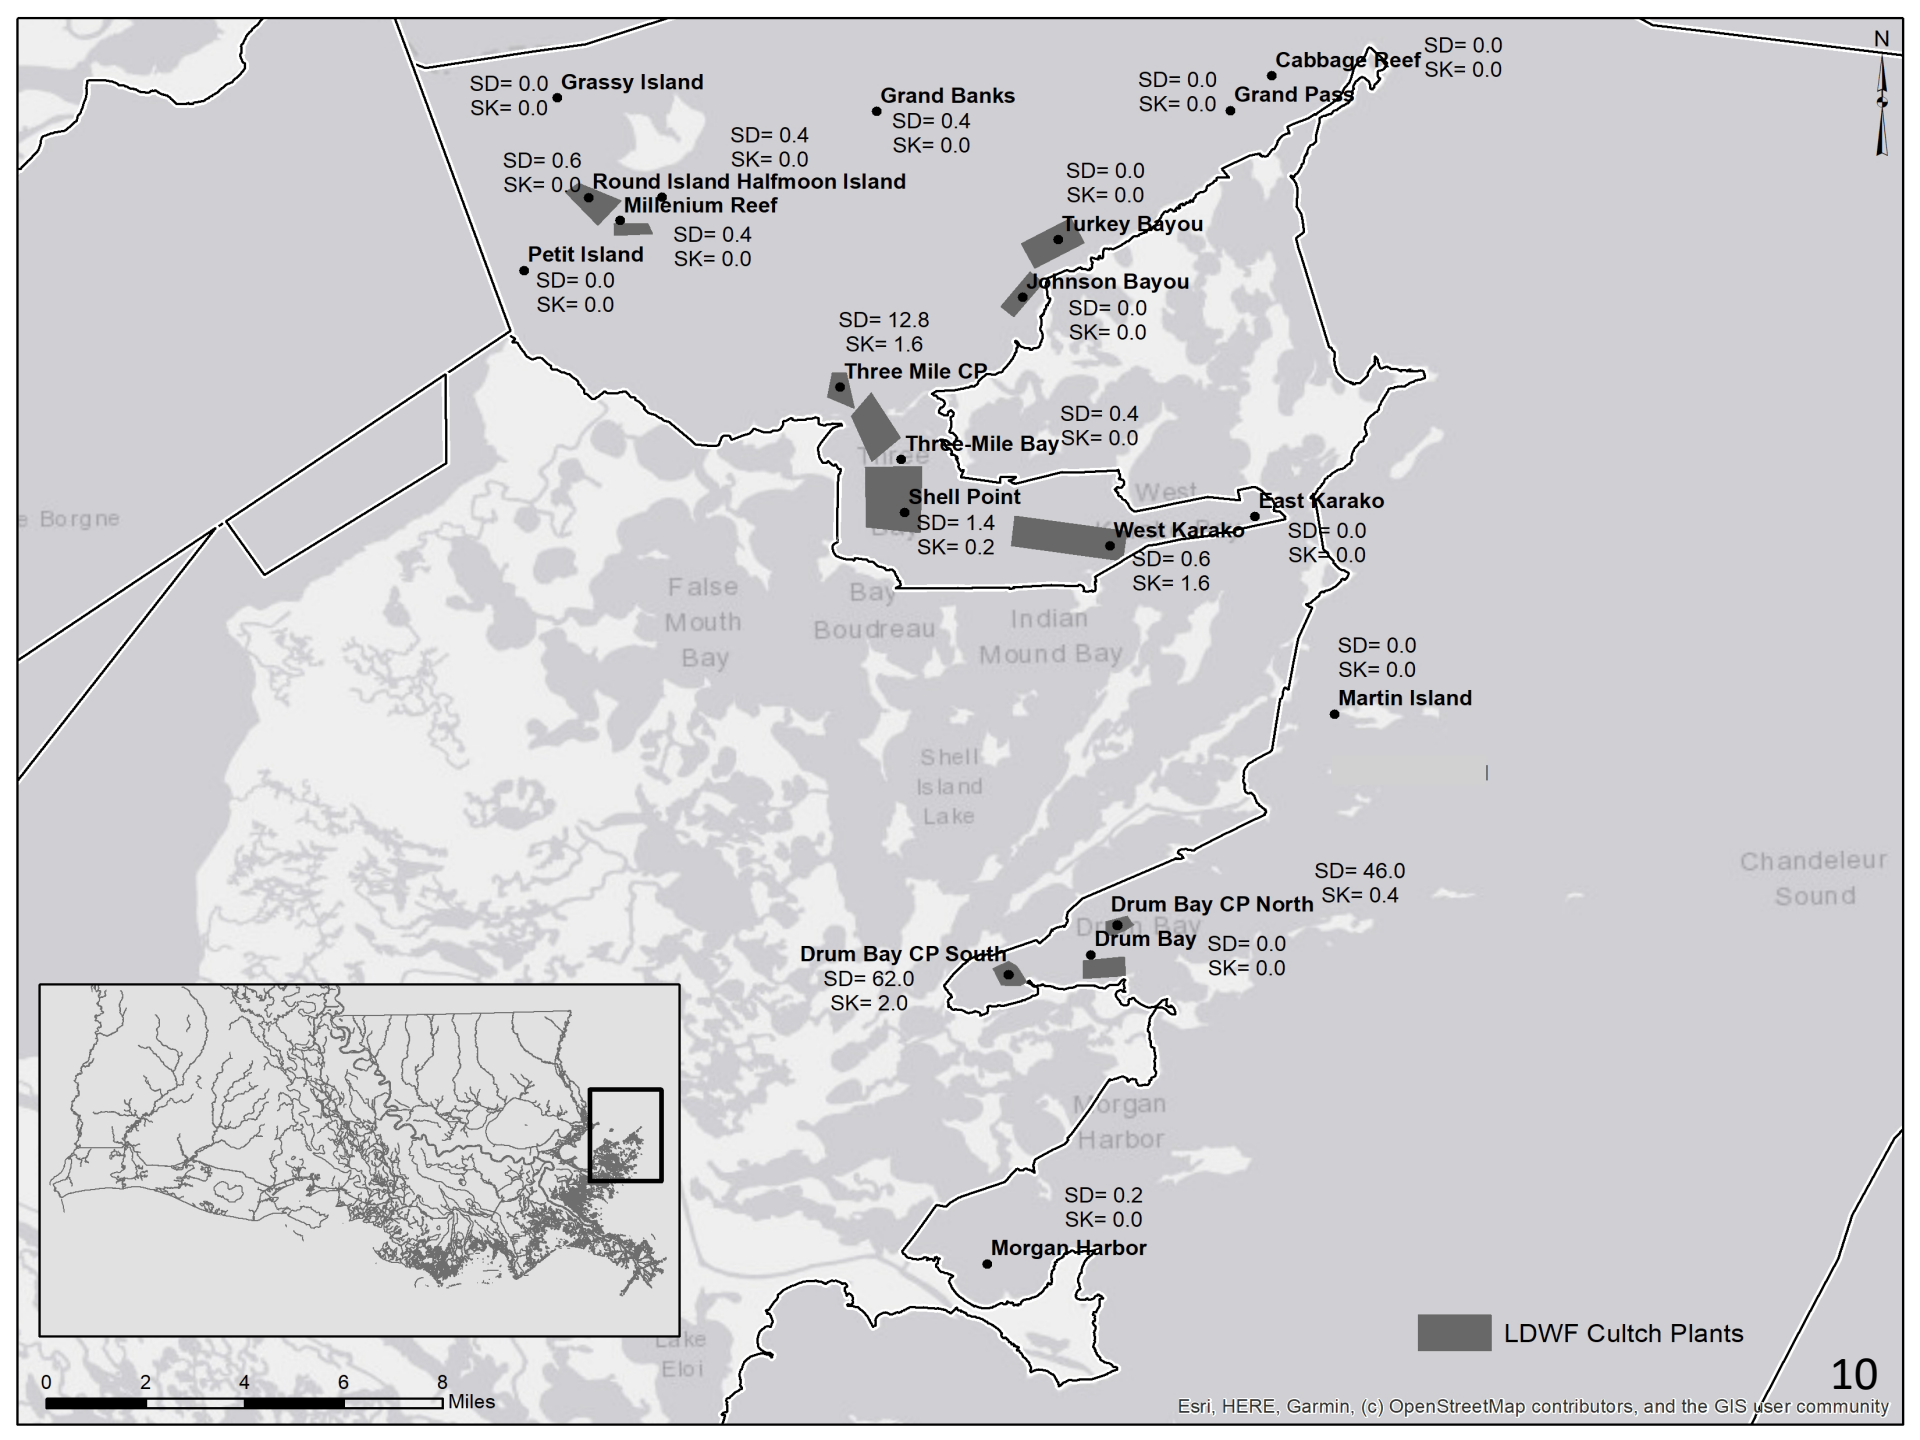 N
Cabbage Reef
SD= 0.0
SK= 0.0
SD= 0.0
SK= 0.0
Grand Pass
SD= 0.0
SK= 0.0
Grassy Island
Grand Banks
SD= 0.4
SK= 0.0
SD= 0.4
SK= 0.0
SD= 0.6
SK= 0.0
Round Island
Halfmoon Island
Millenium Reef
SD= 0.4
SK= 0.0
Petit Island
SD= 0.0
SK= 0.0
SD= 0.0
SK= 0.0
Turkey Bayou
Johnson Bayou
SD= 0.0
SK= 0.0
SD= 12.8
SK= 1.6
Three Mile CP
SD= 0.4
SK= 0.0
Three-Mile Bay
Three
Bay
Shell Point
SD= 1.4
SK= 0.2
West
Bay
West Karako
SD= 0.6
SK= 1.6
East Karako
SD= 0.0
SK= 0.0
e Borgne
False
Mouth
Bay
Bay
Boudreau
Indian
Mound Bay
SD= 0.0
SK= 0.0
Martin Island
Shell
Island
Lake
Chandeleur
Sound
SD= 46.0
SK= 0.4
Drum Bay CP North
Drum Bay
Drum Bay
SD= 0.0
SK= 0.0
Drum Bay CP South
SD= 62.0
SK= 2.0
Morgan
Harbor
SD= 0.2
SK= 0.0
Morgan Harbor
Lake
Eloi
LDWF Cultch Plants
10
0 2 4 6 8
Miles
Esri, HERE, Garmin, (c) OpenStreetMap contributors, and the GIS user community